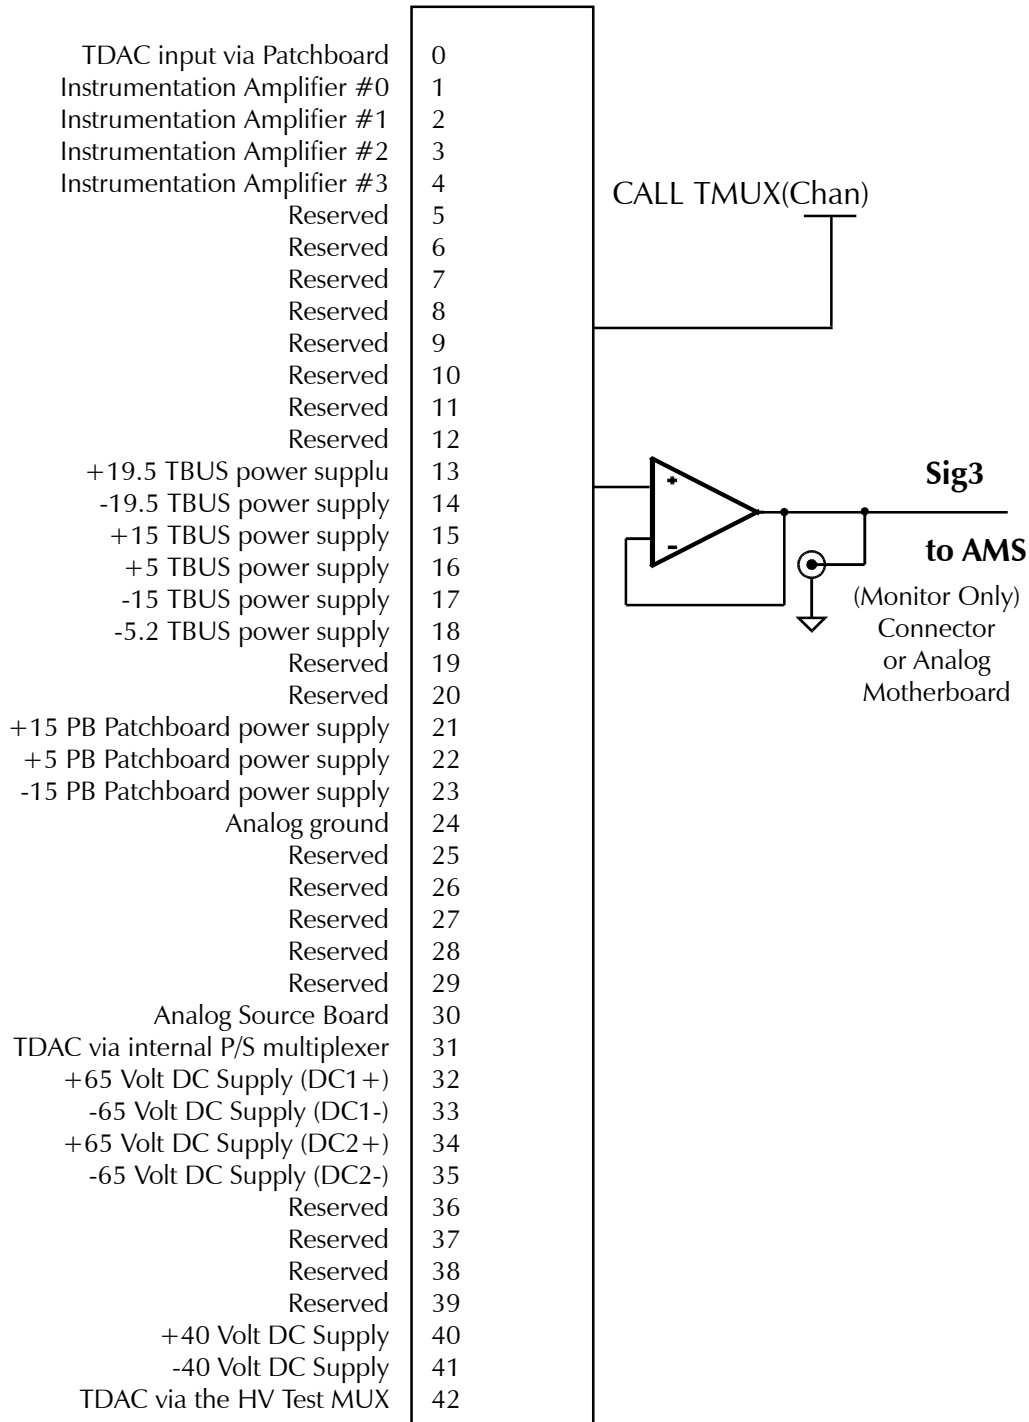 TDAC input via Patchboard 0
Instrumentation Amplifier #0 1
Instrumentation Amplifier #1 2
Instrumentation Amplifier #2 3
Instrumentation Amplifier #3 4
Reserved 5
Reserved 6
Reserved 7
Reserved 8
Reserved 9
Reserved 10
Reserved 11
Reserved 12
+19.5 TBUS power supplu 13
-19.5 TBUS power supply 14
+15 TBUS power supply 15
+5 TBUS power supply 16
-15 TBUS power supply 17
-5.2 TBUS power supply 18
Reserved 19
Reserved 20
+15 PB Patchboard power supply 21
+5 PB Patchboard power supply 22
-15 PB Patchboard power supply 23
Analog ground 24
Reserved 25
Reserved 26
Reserved 27
Reserved 28
Reserved 29
Analog Source Board 30
TDAC via internal P/S multiplexer 31
+65 Volt DC Supply (DC1+) 32
-65 Volt DC Supply (DC1-) 33
+65 Volt DC Supply (DC2+) 34
-65 Volt DC Supply (DC2-) 35
Reserved 36
Reserved 37
Reserved 38
Reserved 39
+40 Volt DC Supply 40
-40 Volt DC Supply 41
TDAC via the HV Test MUX 42
CALL TMUX(Chan)
+
-
Sig3
to AMS
(Monitor Only)
Connector
or Analog
Motherboard